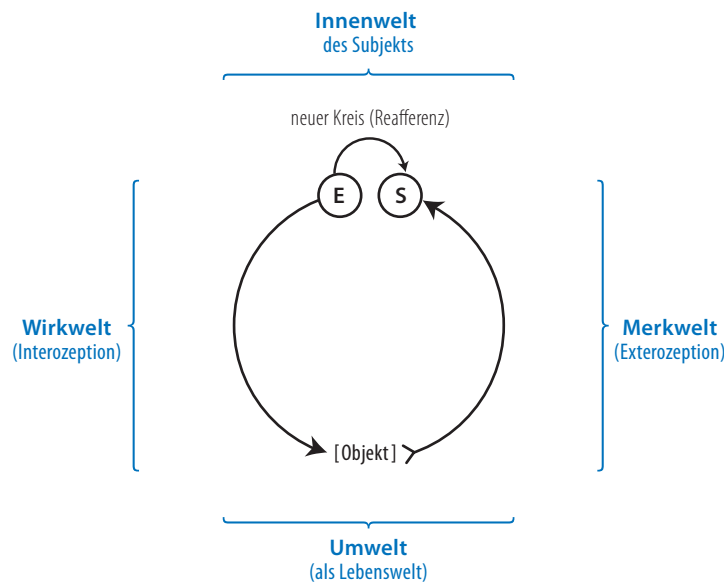 Innenwelt
des Subjekts
neuer Kreis (Reafferenz)
E
S
Wirkwelt
(Interozeption)
Merkwelt
(Exterozeption)
[Objekt]
Umwelt
(als Lebenswelt)